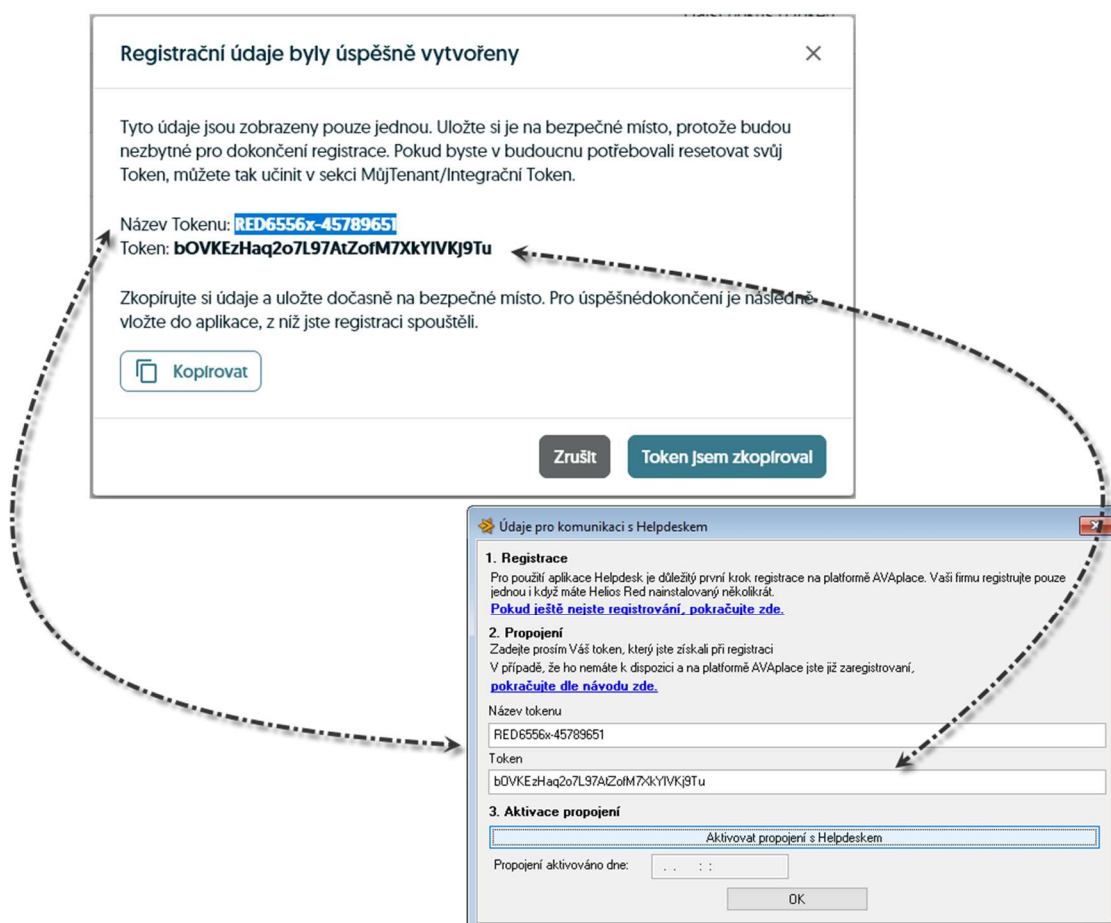 Registrační údaje byly úspěšně vytvořeny
Tyto údaje jsou zobrazeny pouze jednou. Uložte si je na bezpečné místo, protože budou
nezbytné pro dokončení registrace. Pokud byste v budoucnu potřebovali resetovat svůj
Token, můžete tak učinit v sekci MůjTenant/Integrační Token.
Název Tokenu: RED6556x-45789651
Token: bOVKEzHaq2o7L97AtZofM7XkYlVKj9Tu
Zkopírujte si údaje a uložte dočasně na bezpečné místo. Pro úspěšnédokončení je následně
vložte do aplikace, z níž jste registraci spouštěli.
Kopírovat
Zrušit
Token jsem zkopíroval
Údaje pro komunikaci s Helpdeskem
1. Registrace
Pro použití aplikace Helpdesk je důležitý první krok registrace na platformě AVAplace. Vaši firmu registrujte pouze
jednou i když máte Helios Red nainstalovaný několikrát.
Pokud ještě nejste registrováni, pokračujte zde.
2. Propojení
Zadejte prosím Váš token, který jste získali při registraci
V případě, že ho nemáte k dispozici a na platformě AVAplace jste již zaregistrovaní,
pokračujte dle návodu zde.
Název tokenu
RED6556x-45789651
Token
bOVKEzHaq2o7L97AtZofM7XkYlVKj9Tu
3. Aktivace propojení
Aktivovat propojení s Helpdeskem
Propojení aktivováno dne: . . : :
OK